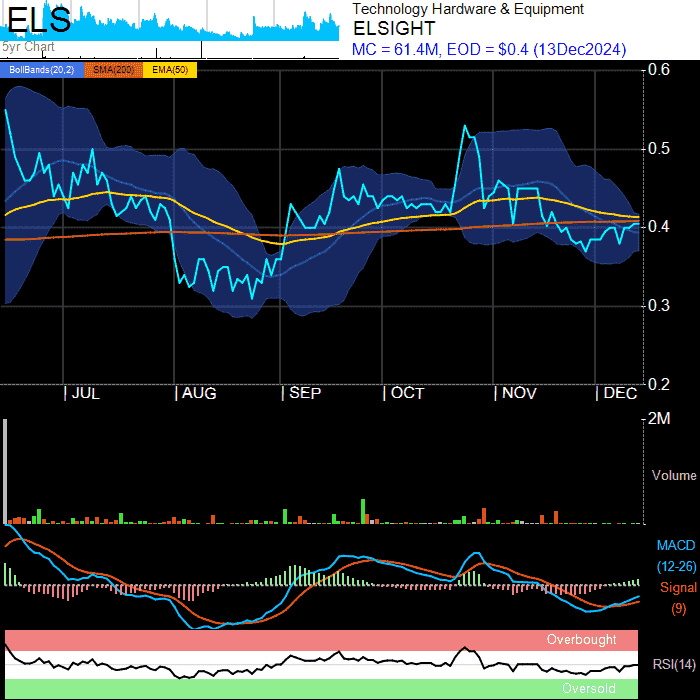 ELS
5yr Chart
Technology Hardware & Equipment
ELSIGHT
MC = 61.4M, EOD = $0.4 (13Dec2024)
BollBands(20,2) SMA(200) EMA(50)
0.6
0.5
0.4
0.3
0.2
JUL AUG SEP OCT NOV DEC
2M
Volume
MACD
(12-26)
Signal
(9)
Overbought
RSI(14)
Oversold